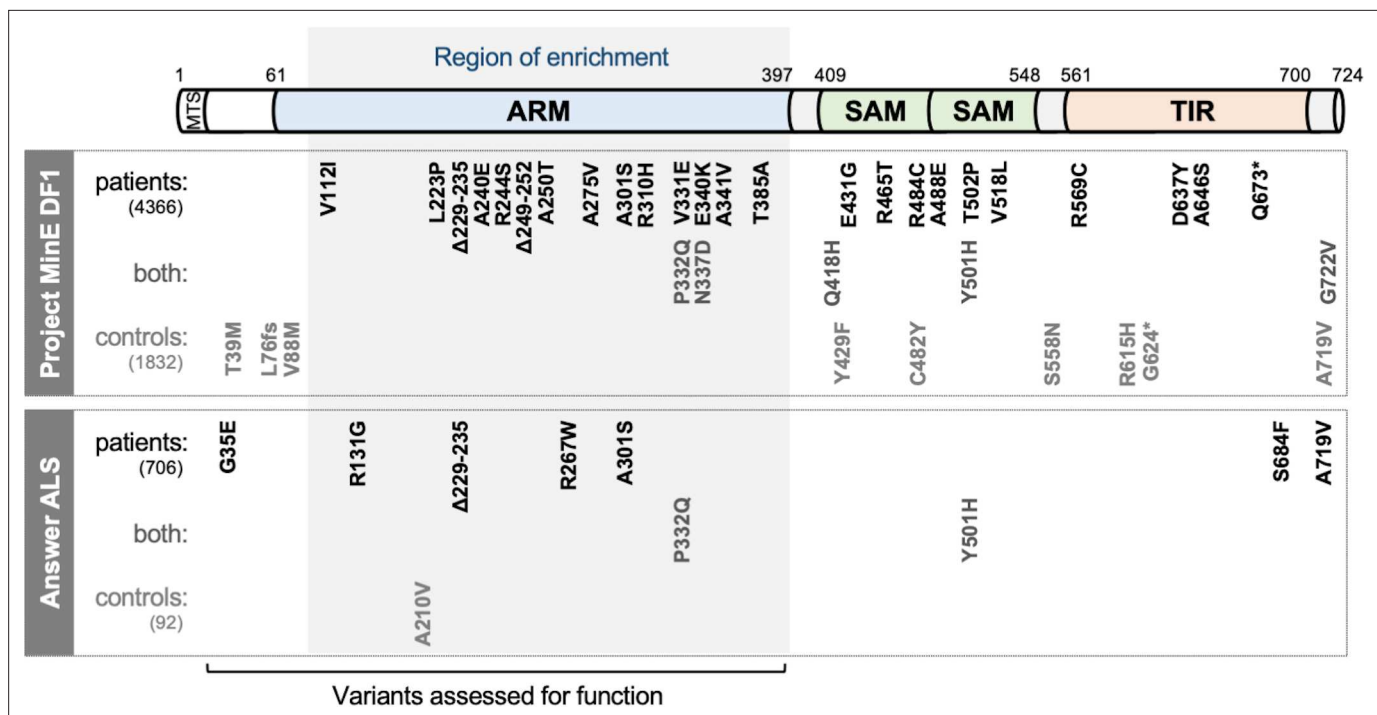 Region of enrichment
1 61 397 409 548 561 700 724
MTS ARM SAM SAM TIR
Project MinE DF1
patients:
(4366)
V112I L223P Δ229-235 A240E R244S Δ249-252 A250T A275V A301S R310H V331E E340K A341V T385A E431G R465T R484C A488E T502P V518L R569C D637Y A646S Q673*
both:
P332Q N337D Q418H Y501H G722V
controls:
(1832)
T39M L76fs V88M Y429F C482Y S558N R615H G624* A719V
Answer ALS
patients:
(706)
G35E R131G Δ229-235 R267W A301S S684F A719V
both:
P332Q Y501H
controls:
(92)
A210V
Variants assessed for function